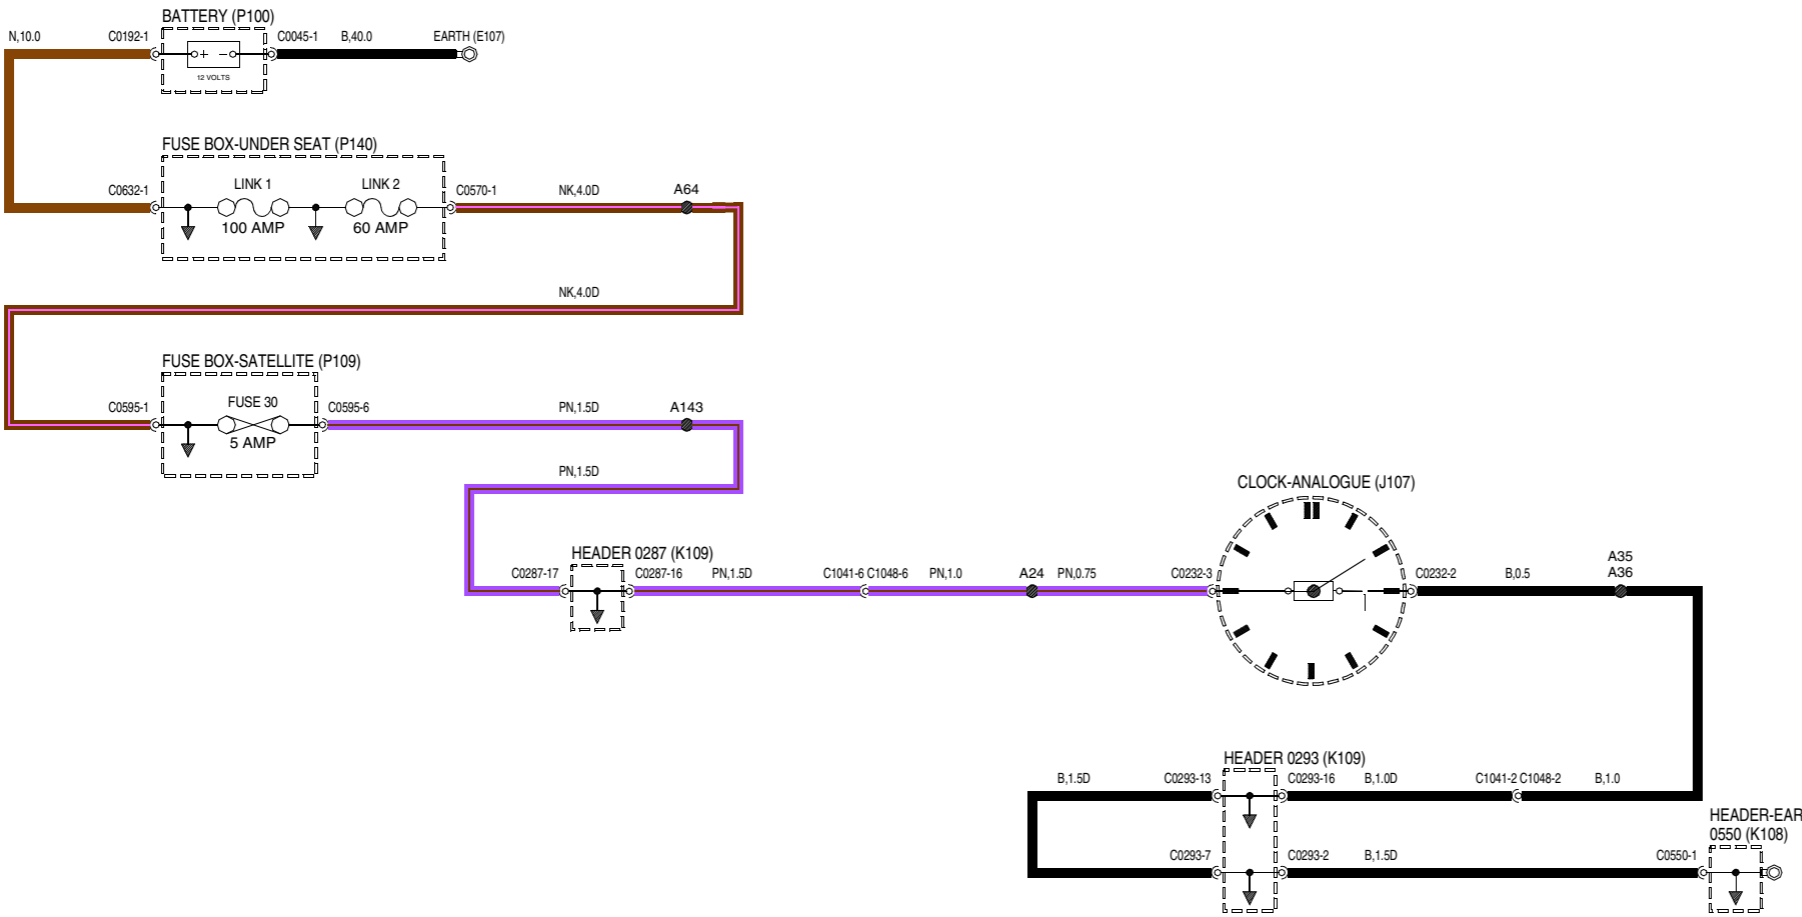 BATTERY (P100)
N,10.0
C0192-1
C0045-1
B,40.0
EARTH (E107)
+ −
12 VOLTS
FUSE BOX-UNDER SEAT (P140)
C0632-1
LINK 1
LINK 2
C0570-1
NK,4.0D
A64
100 AMP
60 AMP
NK,4.0D
FUSE BOX-SATELLITE (P109)
C0595-1
FUSE 30
C0595-6
PN,1.5D
A143
5 AMP
PN,1.5D
CLOCK-ANALOGUE (J107)
HEADER 0287 (K109)
C0287-17
C0287-16
PN,1.5D
C1041-6 C1048-6
PN,1.0
A24
PN,0.75
C0232-3
C0232-2
B,0.5
A35
A36
HEADER 0293 (K109)
B,1.5D
C0293-13
C0293-16
B,1.0D
C1041-2 C1048-2
B,1.0
HEADER-EAR
0550 (K108)
C0293-7
C0293-2
B,1.5D
C0550-1